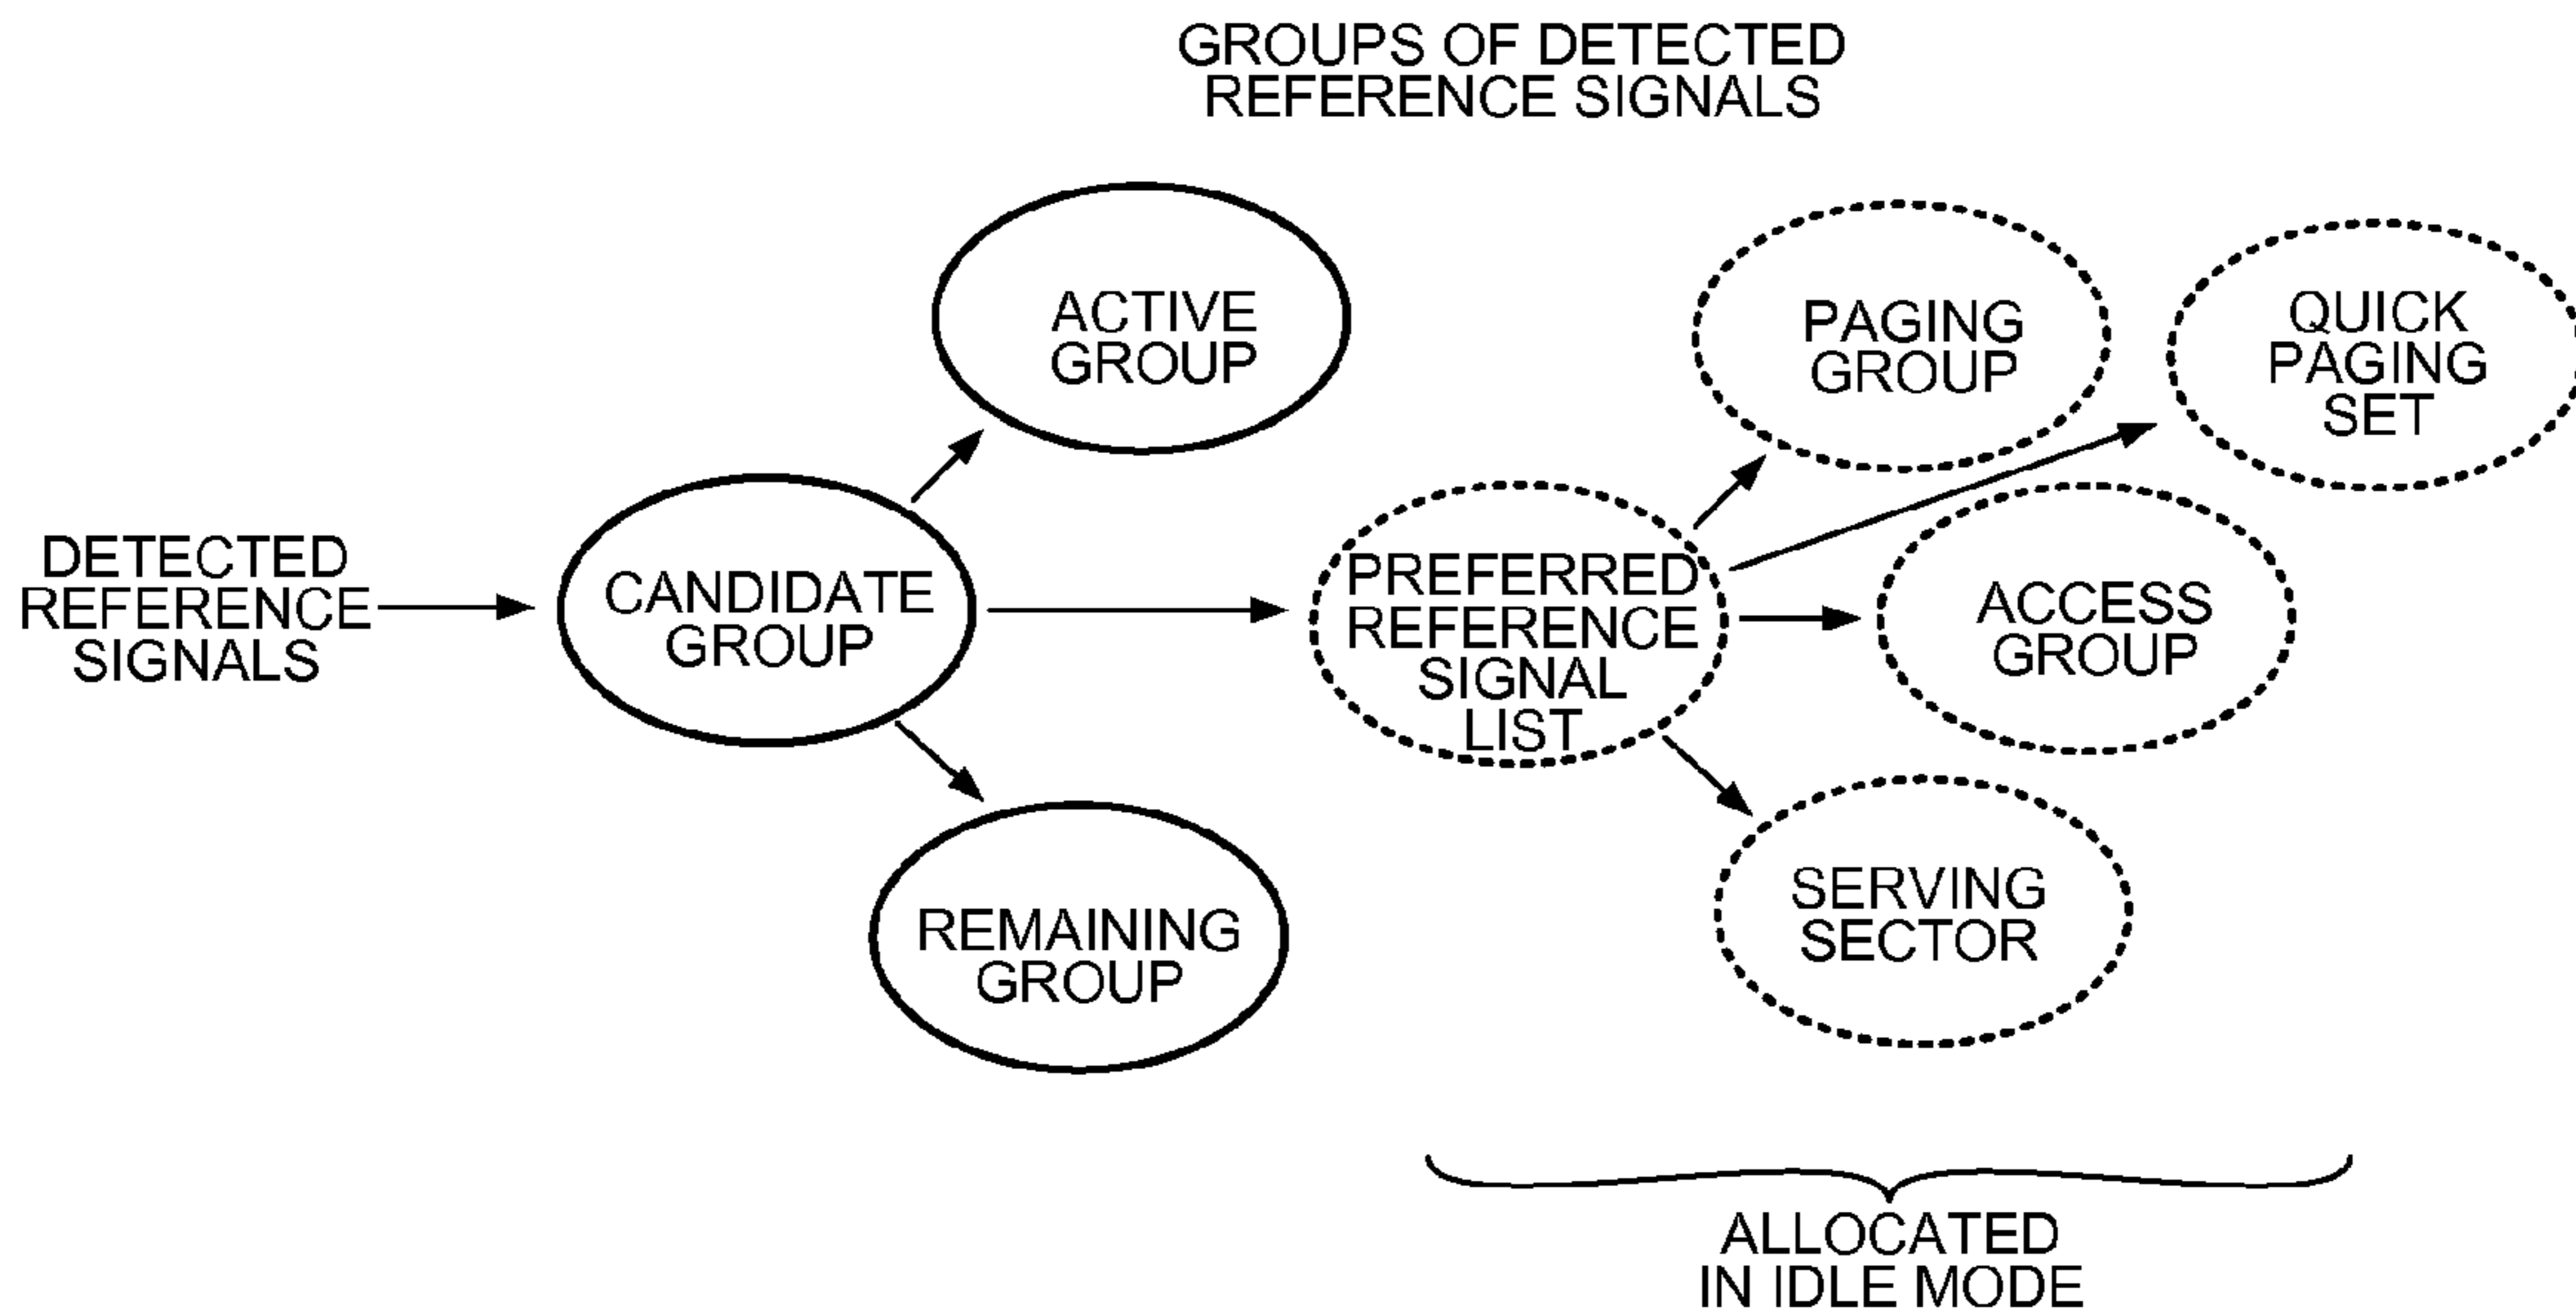 GROUPS OF DETECTED
REFERENCE SIGNALS
ACTIVE
GROUP
PAGING
GROUP
QUICK
PAGING
SET
DETECTED
REFERENCE
SIGNALS
CANDIDATE
GROUP
PREFERRED
REFERENCE
SIGNAL
LIST
ACCESS
GROUP
REMAINING
GROUP
SERVING
SECTOR
ALLOCATED
IN IDLE MODE